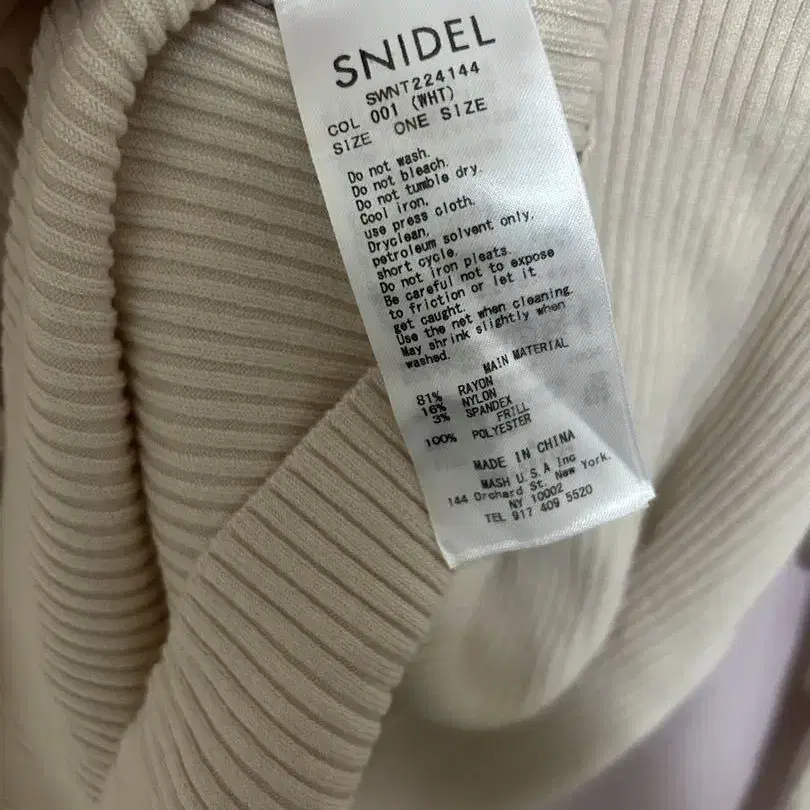 SNIDEL
SWNT224144
COL 001 (WHT)
SIZE ONE SIZE
Do not wash.
Do not bleach.
Do not tumble dry.
Cool iron.
use press cloth.
Dryclean,
petroleum solvent only,
short cycle.
Do not iron pleats.
Be careful not to expose
to friction or let it
get caught.
Use the net when cleaning.
May shrink slightly when
washed.
MAIN MATERIAL
81% RAYON
16% NYLON
3% SPANDEX
FRILL
100% POLYESTER
MADE IN CHINA
MASH U.S.A Inc
144 Orchard St. New York.
NY 10002
TEL 917 409 5520